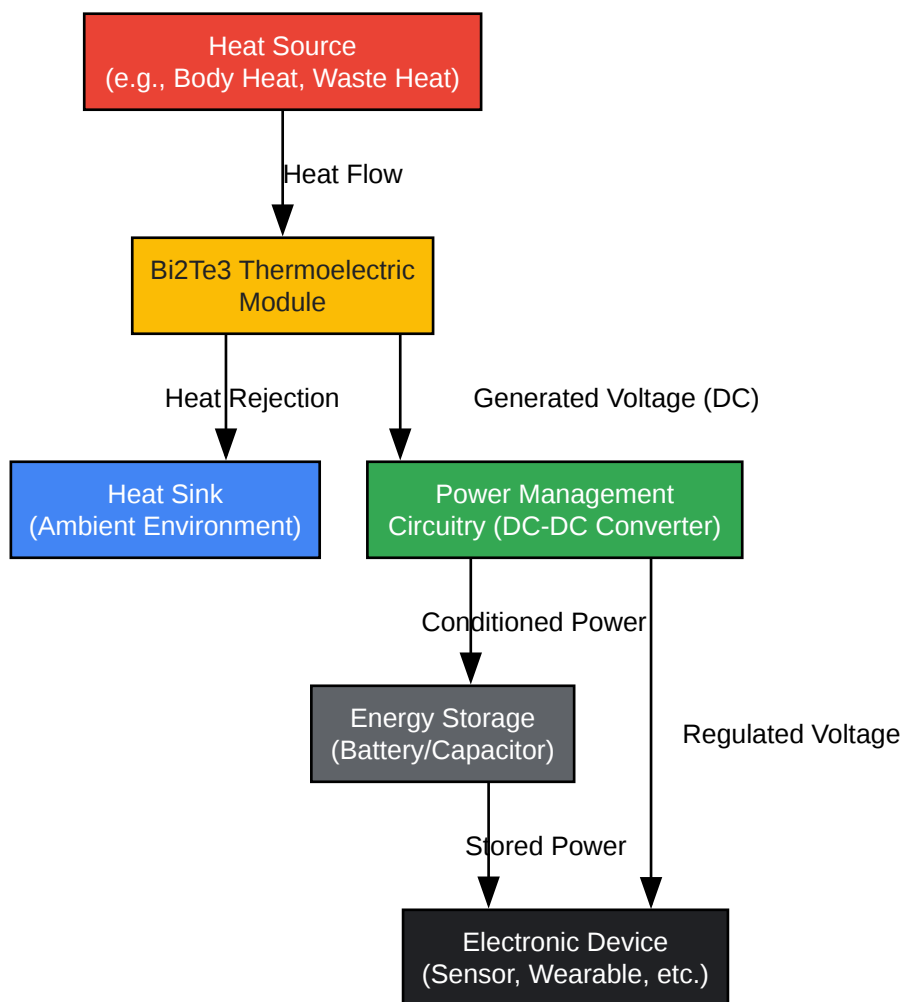 Heat Source
(e.g., Body Heat, Waste Heat)
Heat Flow
Bi2Te3 Thermoelectric
Module
Heat Rejection
Generated Voltage (DC)
Heat Sink
(Ambient Environment)
Power Management
Circuitry (DC-DC Converter)
Conditioned Power
Energy Storage
(Battery/Capacitor)
Regulated Voltage
Stored Power
Electronic Device
(Sensor, Wearable, etc.)